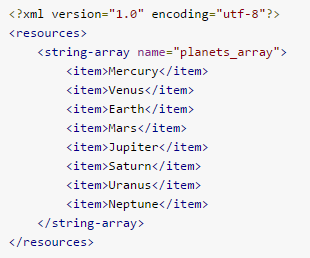 <?xml version="1.0" encoding="utf-8"?>
<resources>
    <string-array name="planets_array">
        <item>Mercury</item>
        <item>Venus</item>
        <item>Earth</item>
        <item>Mars</item>
        <item>Jupiter</item>
        <item>Saturn</item>
        <item>Uranus</item>
        <item>Neptune</item>
    </string-array>
</resources>